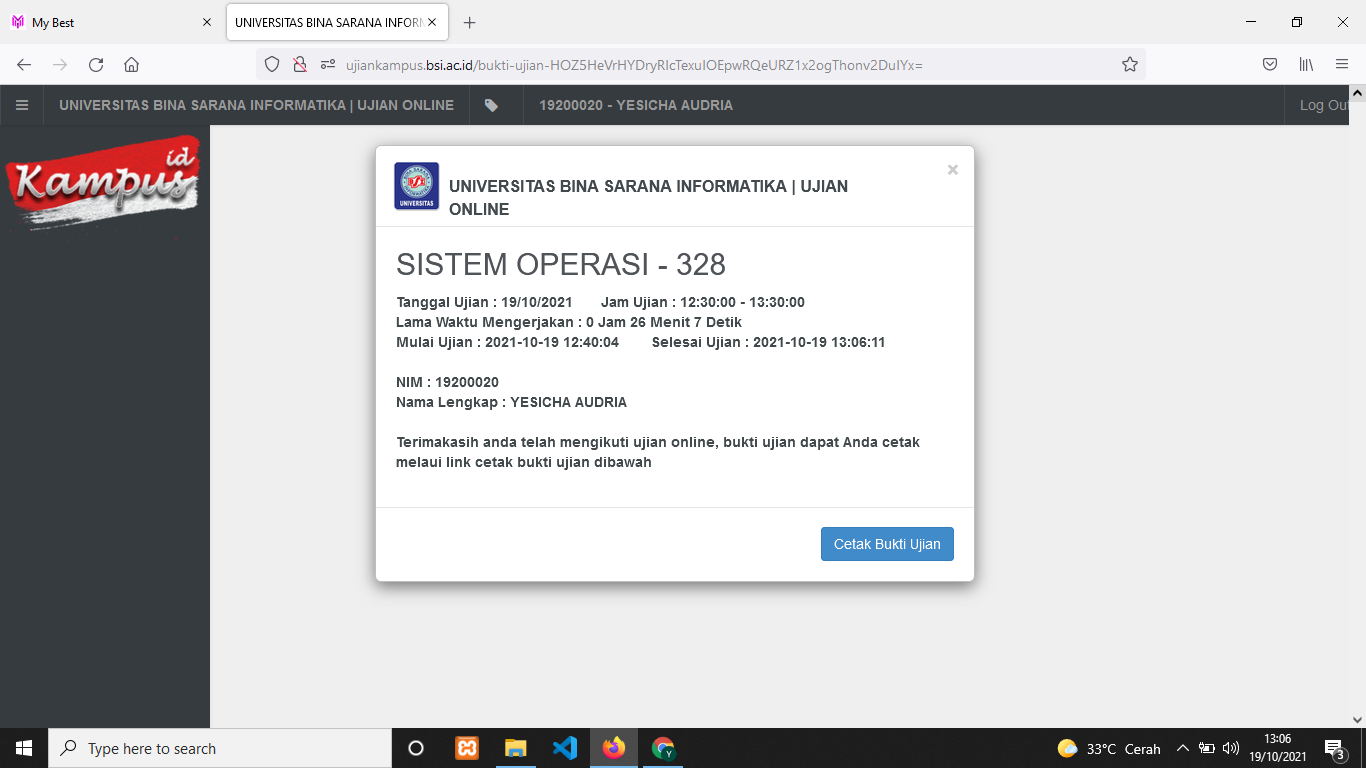 My Best
UNIVERSITAS BINA SARANA INFORM
ujiankampus.bsi.ac.id/bukti-ujian-HOZ5HeVrHYDryRIcTexuIOEpwRQeURZ1x2ogThonv2DuIYx=
UNIVERSITAS BINA SARANA INFORMATIKA | UJIAN ONLINE
19200020 - YESICHA AUDRIA
Log Out
Kampus id
UNIVERSITAS
UNIVERSITAS BINA SARANA INFORMATIKA | UJIAN
ONLINE
×
SISTEM OPERASI - 328
Tanggal Ujian : 19/10/2021 Jam Ujian : 12:30:00 - 13:30:00
Lama Waktu Mengerjakan : 0 Jam 26 Menit 7 Detik
Mulai Ujian : 2021-10-19 12:40:04 Selesai Ujian : 2021-10-19 13:06:11
NIM : 19200020
Nama Lengkap : YESICHA AUDRIA
Terimakasih anda telah mengikuti ujian online, bukti ujian dapat Anda cetak
melaui link cetak bukti ujian dibawah
Cetak Bukti Ujian
Type here to search
Y
33°C Cerah
13:06
19/10/2021
3